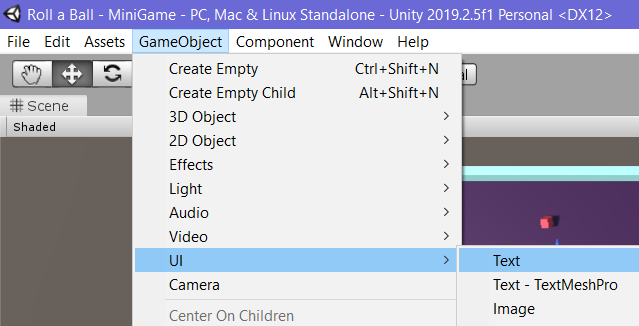 Roll a Ball - MiniGame - PC, Mac & Linux Standalone - Unity 2019.2.5f1 Personal <DX12>
File Edit Assets GameObject Component Window Help
Scene
Shaded
Create Empty Ctrl+Shift+N
Create Empty Child Alt+Shift+N
3D Object
2D Object
Effects
Light
Audio
Video
UI
Camera
Center On Children
Text
Text - TextMeshPro
Image